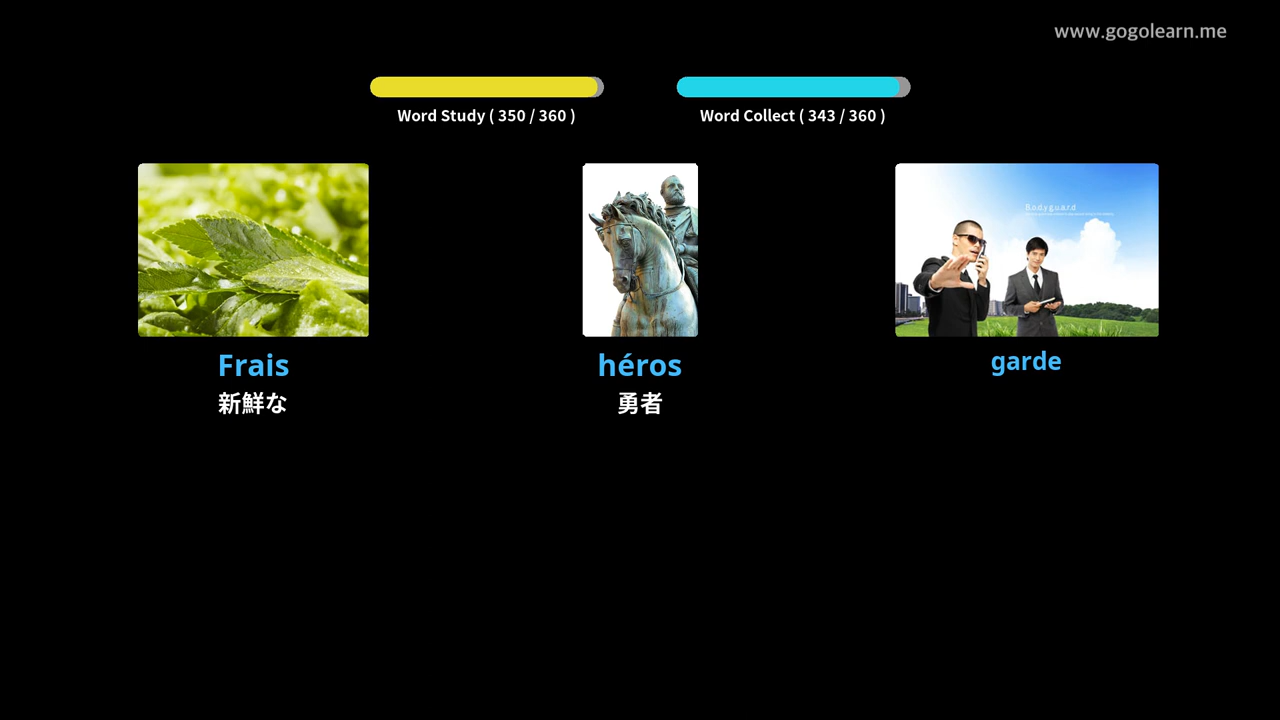 www.gogolearn.me
Word Study ( 350 / 360 )
Word Collect ( 343 / 360 )
Bodyguard
Frais
héros
garde
新鮮な
勇者